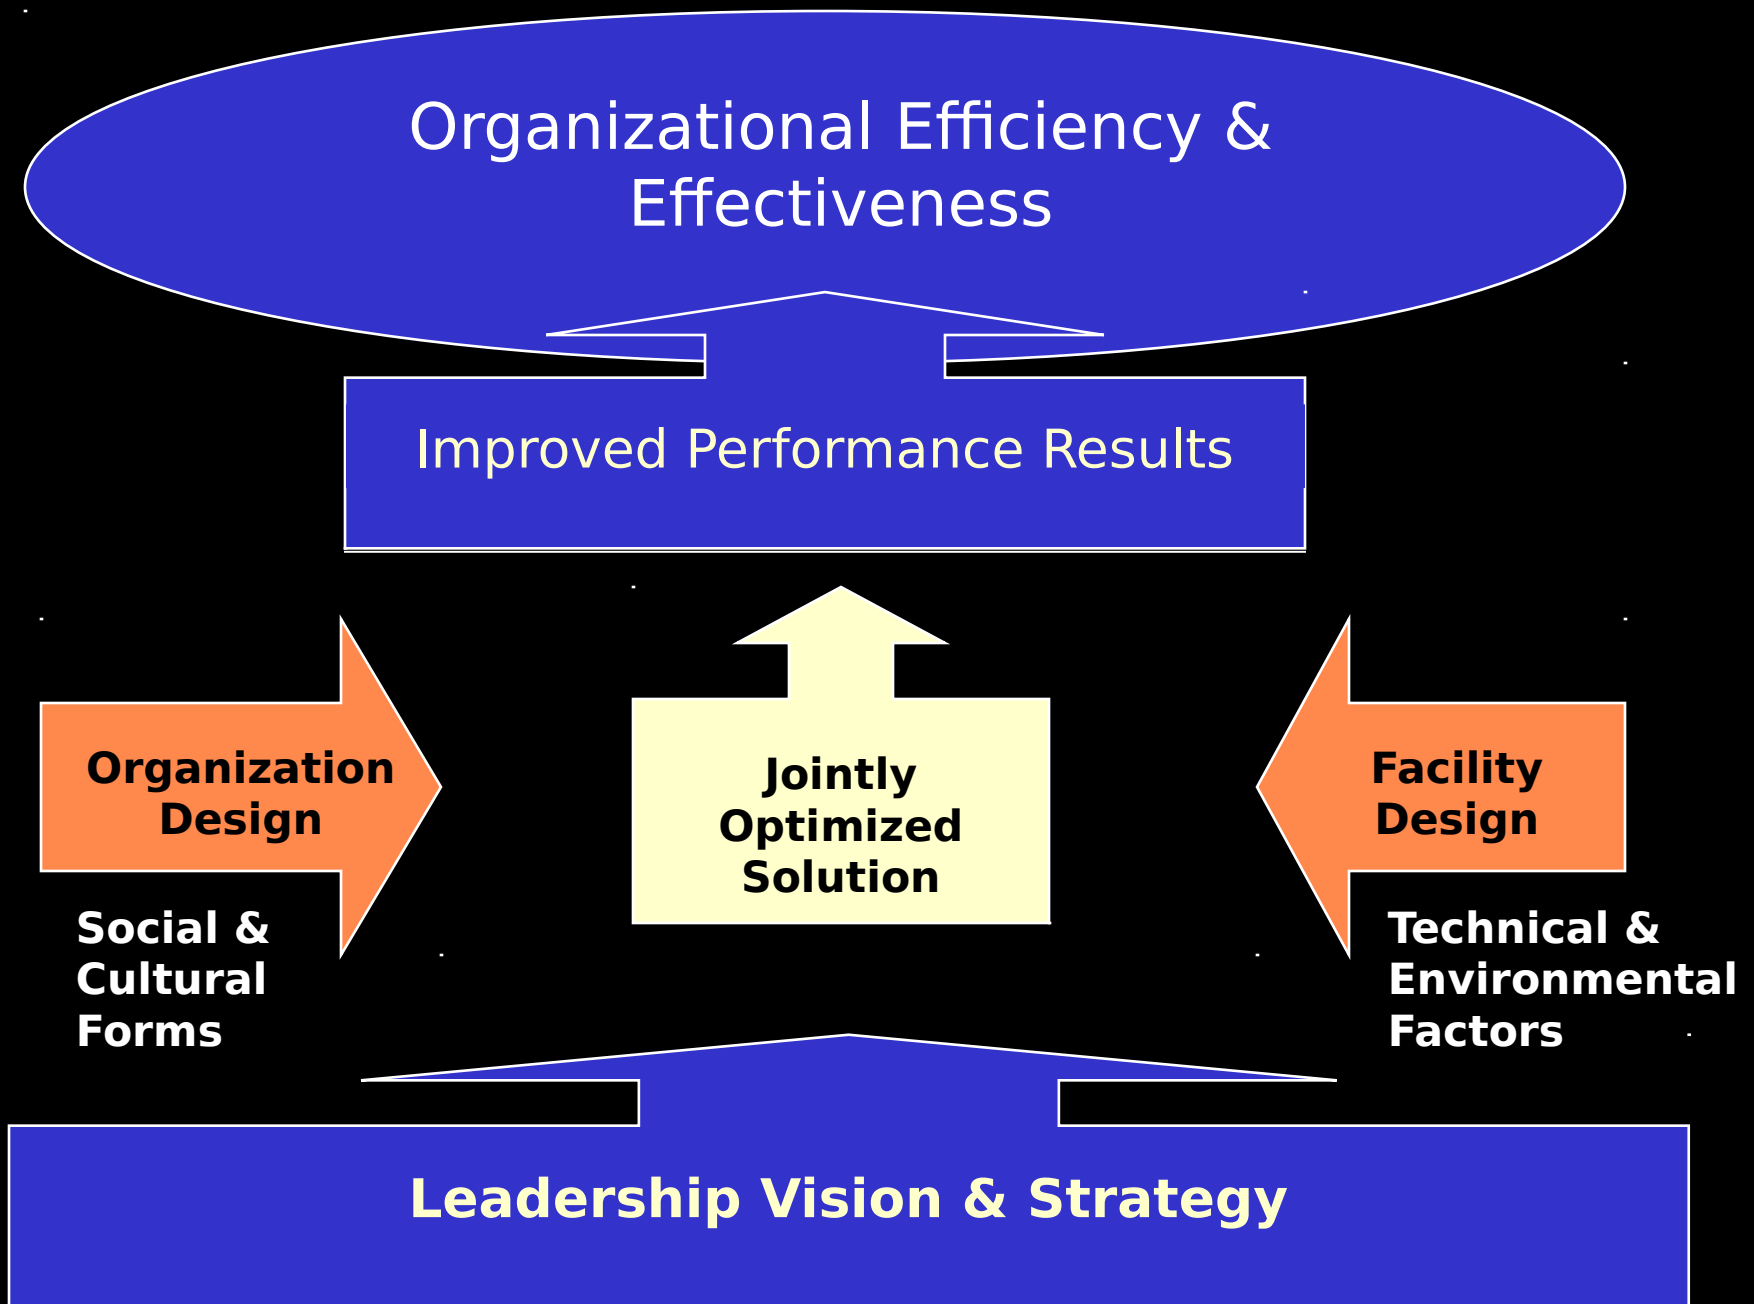 Organizational Efficiency &
Effectiveness
Improved Performance Results
Organization
Design
Jointly
Optimized
Solution
Facility
Design
Social &
Cultural
Forms
Technical &
Environmental
Factors
Leadership Vision & Strategy